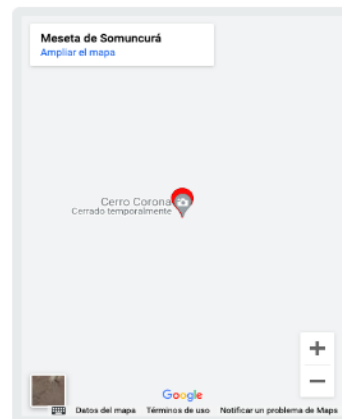 Meseta de Somuncurá
Ampliar el mapa
Cerro Corona
Cerrado temporalmente
+
−
Google
Datos del mapa Términos de uso Notificar un problema de Maps